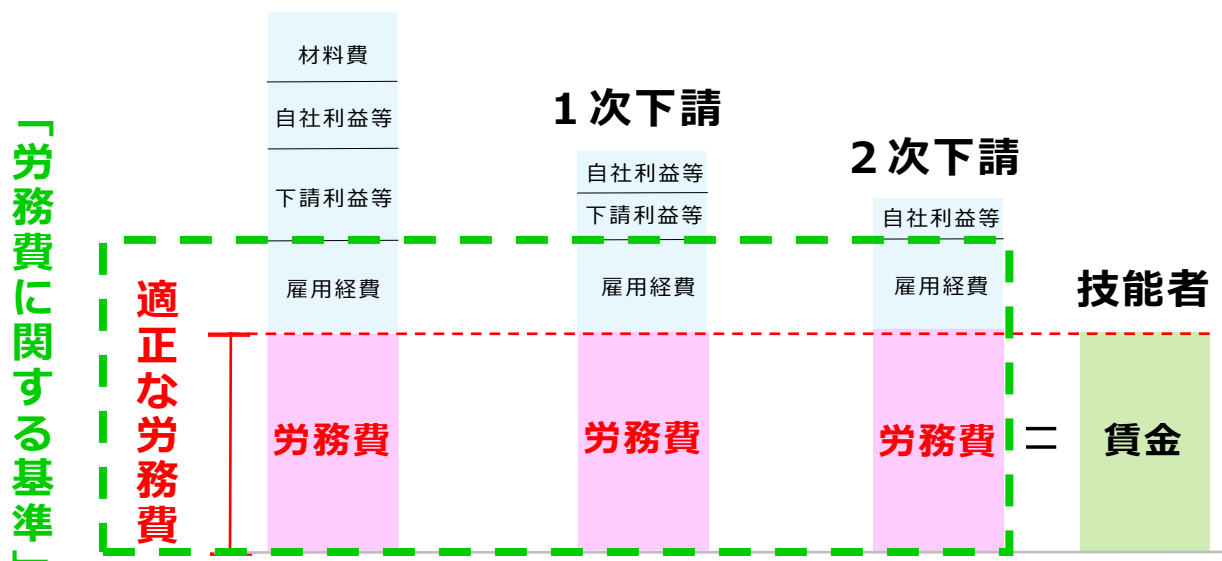 「労務費に関する基準」
適正な労務費
材料費
自社利益等
下請利益等
雇用経費
労務費
１次下請
自社利益等
下請利益等
雇用経費
労務費
２次下請
自社利益等
雇用経費
労務費
＝
技能者
賃金